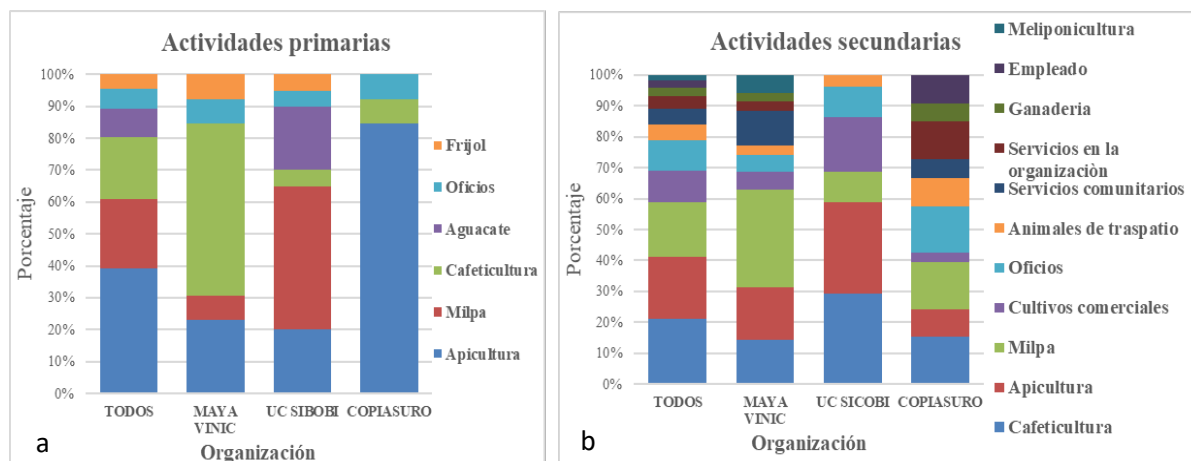 Actividades primarias
100%
90%
80%
70%
60%
50%
40%
30%
20%
10%
0%
Porcentaje
TODOS
MAYA
VINIC
UC SIBOBI
COPIASURO
Organización
Frijol
Oficios
Aguacate
Cafeticultura
Milpa
Apicultura
a
Actividades secundarias
100%
90%
80%
70%
60%
50%
40%
30%
20%
10%
0%
Porcentaje
TODOS
MAYA
VINIC
UC SICOBI
COPIASURO
Organización
Meliponicultura
Empleado
Ganaderia
Servicios en la
organizaciòn
Servicios comunitarios
Animales de traspatio
Oficios
Cultivos comerciales
Milpa
Apicultura
Cafeticultura
b